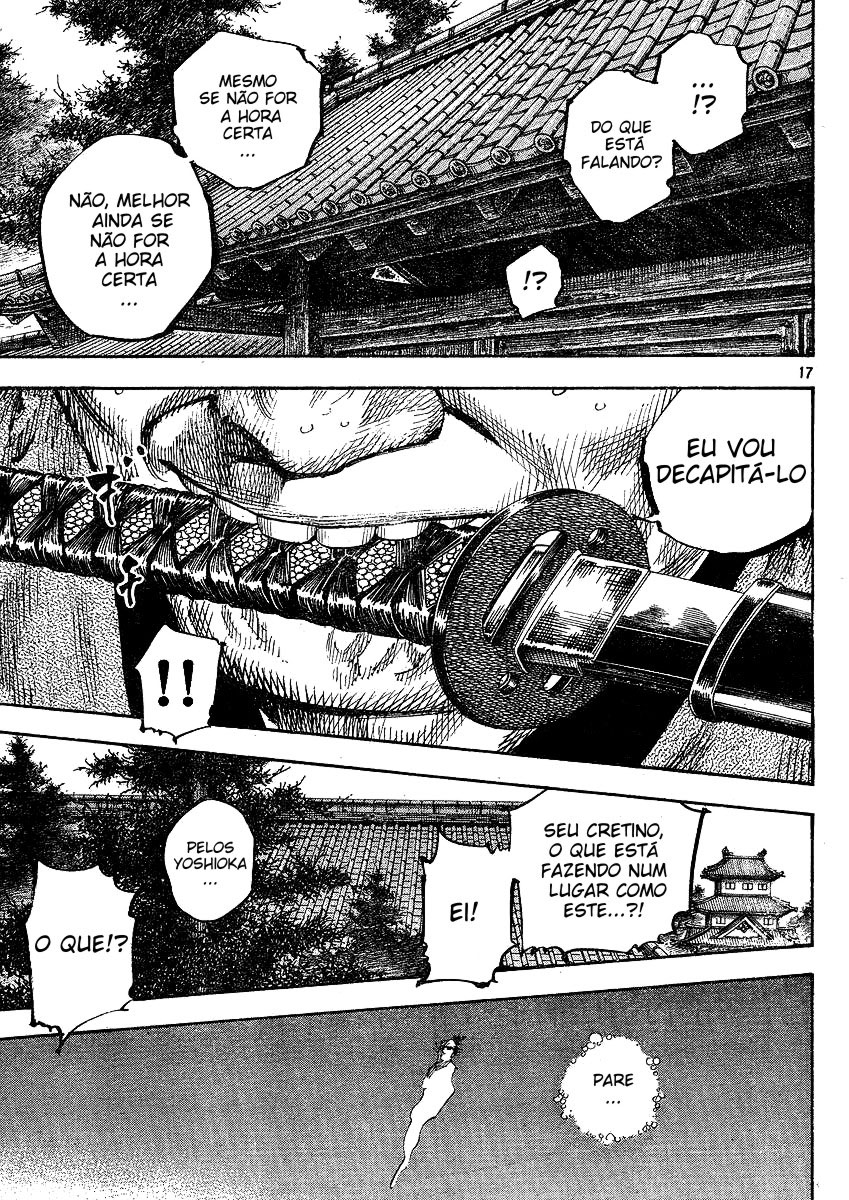 ...
!?
DO QUE
ESTÁ
FALANDO?
!?
MESMO
SE NÃO FOR
A HORA
CERTA
...
NÃO, MELHOR
AINDA SE
NÃO FOR
A HORA
CERTA
...
17
EU VOU
DECAPITÁ-LO
!!
SEU CRETINO,
O QUE ESTÁ
FAZENDO NUM
LUGAR COMO
ESTE...?!
EI!
PELOS
YOSHIOKA
...
O QUE!?
PARE
...